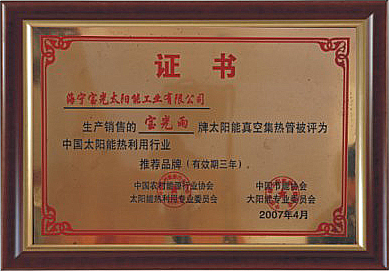 证书
海宁宝光太阳能工业有限公司
生产销售的 宝光雨 牌太阳能真空集热管被评为
中国太阳能热利用行业
推荐品牌（有效期三年）。
中国农村能源行业协会 中国节能协会
太阳能热利用专业委员会 太阳能专业委员会
2007年4月